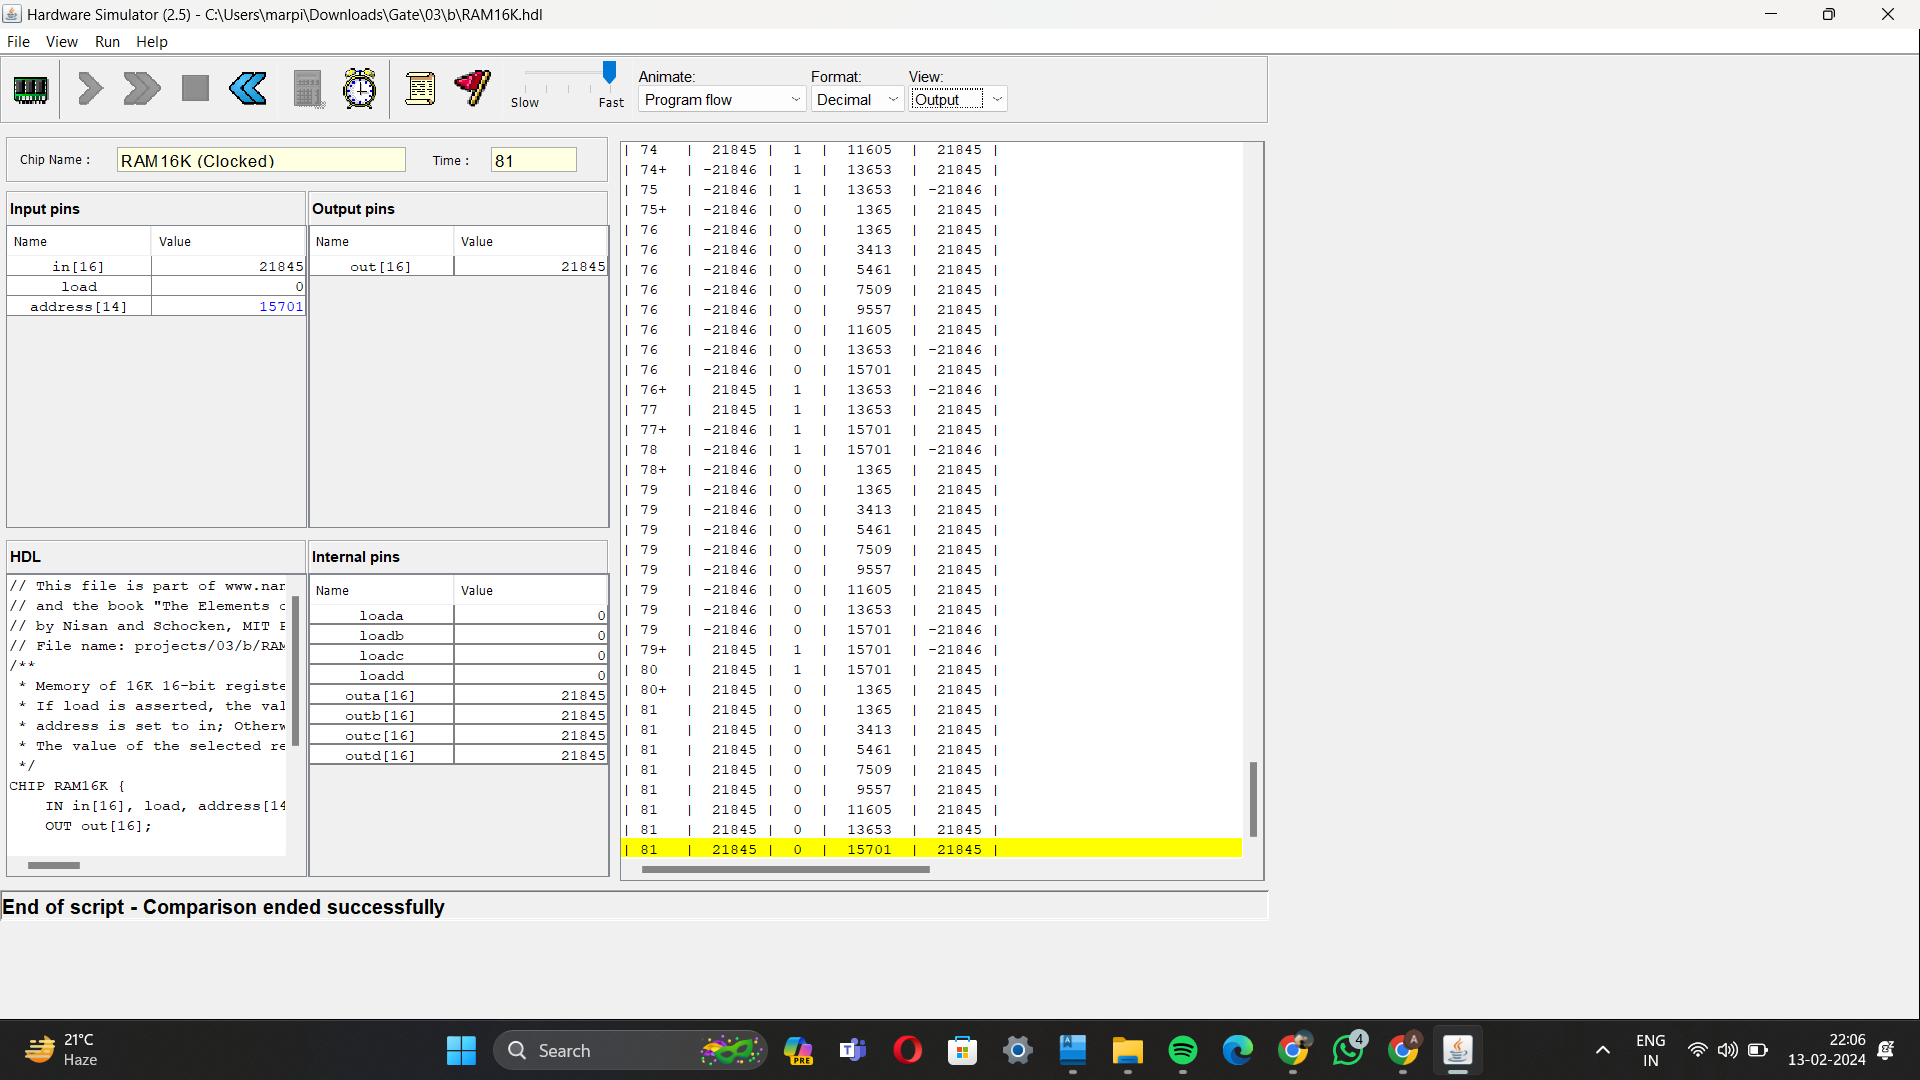 Hardware Simulator (2.5) - C:\Users\marpi\Downloads\Gate\03\b\RAM16K.hdl
File View Run Help
Slow Fast
Animate: Format: View:
Program flow Decimal Output
Chip Name : RAM16K (Clocked) Time : 81
Input pins
Name Value
in[16] 21845
load 0
address[14] 15701
Output pins
Name Value
out[16] 21845
HDL
// This file is part of www.nan
// and the book "The Elements o
// by Nisan and Schocken, MIT P
// File name: projects/03/b/RAM
/**
* Memory of 16K 16-bit registe
* If load is asserted, the val
* address is set to in; Otherw
* The value of the selected re
*/
CHIP RAM16K {
IN in[16], load, address[14
OUT out[16];
Internal pins
Name Value
loada 0
loadb 0
loadc 0
loadd 0
outa[16] 21845
outb[16] 21845
outc[16] 21845
outd[16] 21845
| 74 | 21845 | 1 | 11605 | 21845 |
| 74+ | -21846 | 1 | 13653 | 21845 |
| 75 | -21846 | 1 | 13653 | -21846 |
| 75+ | -21846 | 0 | 1365 | 21845 |
| 76 | -21846 | 0 | 1365 | 21845 |
| 76 | -21846 | 0 | 3413 | 21845 |
| 76 | -21846 | 0 | 5461 | 21845 |
| 76 | -21846 | 0 | 7509 | 21845 |
| 76 | -21846 | 0 | 9557 | 21845 |
| 76 | -21846 | 0 | 11605 | 21845 |
| 76 | -21846 | 0 | 13653 | -21846 |
| 76 | -21846 | 0 | 15701 | 21845 |
| 76+ | 21845 | 1 | 13653 | -21846 |
| 77 | 21845 | 1 | 13653 | 21845 |
| 77+ | -21846 | 1 | 15701 | 21845 |
| 78 | -21846 | 1 | 15701 | -21846 |
| 78+ | -21846 | 0 | 1365 | 21845 |
| 79 | -21846 | 0 | 1365 | 21845 |
| 79 | -21846 | 0 | 3413 | 21845 |
| 79 | -21846 | 0 | 5461 | 21845 |
| 79 | -21846 | 0 | 7509 | 21845 |
| 79 | -21846 | 0 | 9557 | 21845 |
| 79 | -21846 | 0 | 11605 | 21845 |
| 79 | -21846 | 0 | 13653 | 21845 |
| 79 | -21846 | 0 | 15701 | -21846 |
| 79+ | 21845 | 1 | 15701 | -21846 |
| 80 | 21845 | 1 | 15701 | 21845 |
| 80+ | 21845 | 0 | 1365 | 21845 |
| 81 | 21845 | 0 | 1365 | 21845 |
| 81 | 21845 | 0 | 3413 | 21845 |
| 81 | 21845 | 0 | 5461 | 21845 |
| 81 | 21845 | 0 | 7509 | 21845 |
| 81 | 21845 | 0 | 9557 | 21845 |
| 81 | 21845 | 0 | 11605 | 21845 |
| 81 | 21845 | 0 | 13653 | 21845 |
| 81 | 21845 | 0 | 15701 | 21845 |
End of script - Comparison ended successfully
21°C
Haze
Search
PRE
4
A
ENG
IN
22:06
13-02-2024